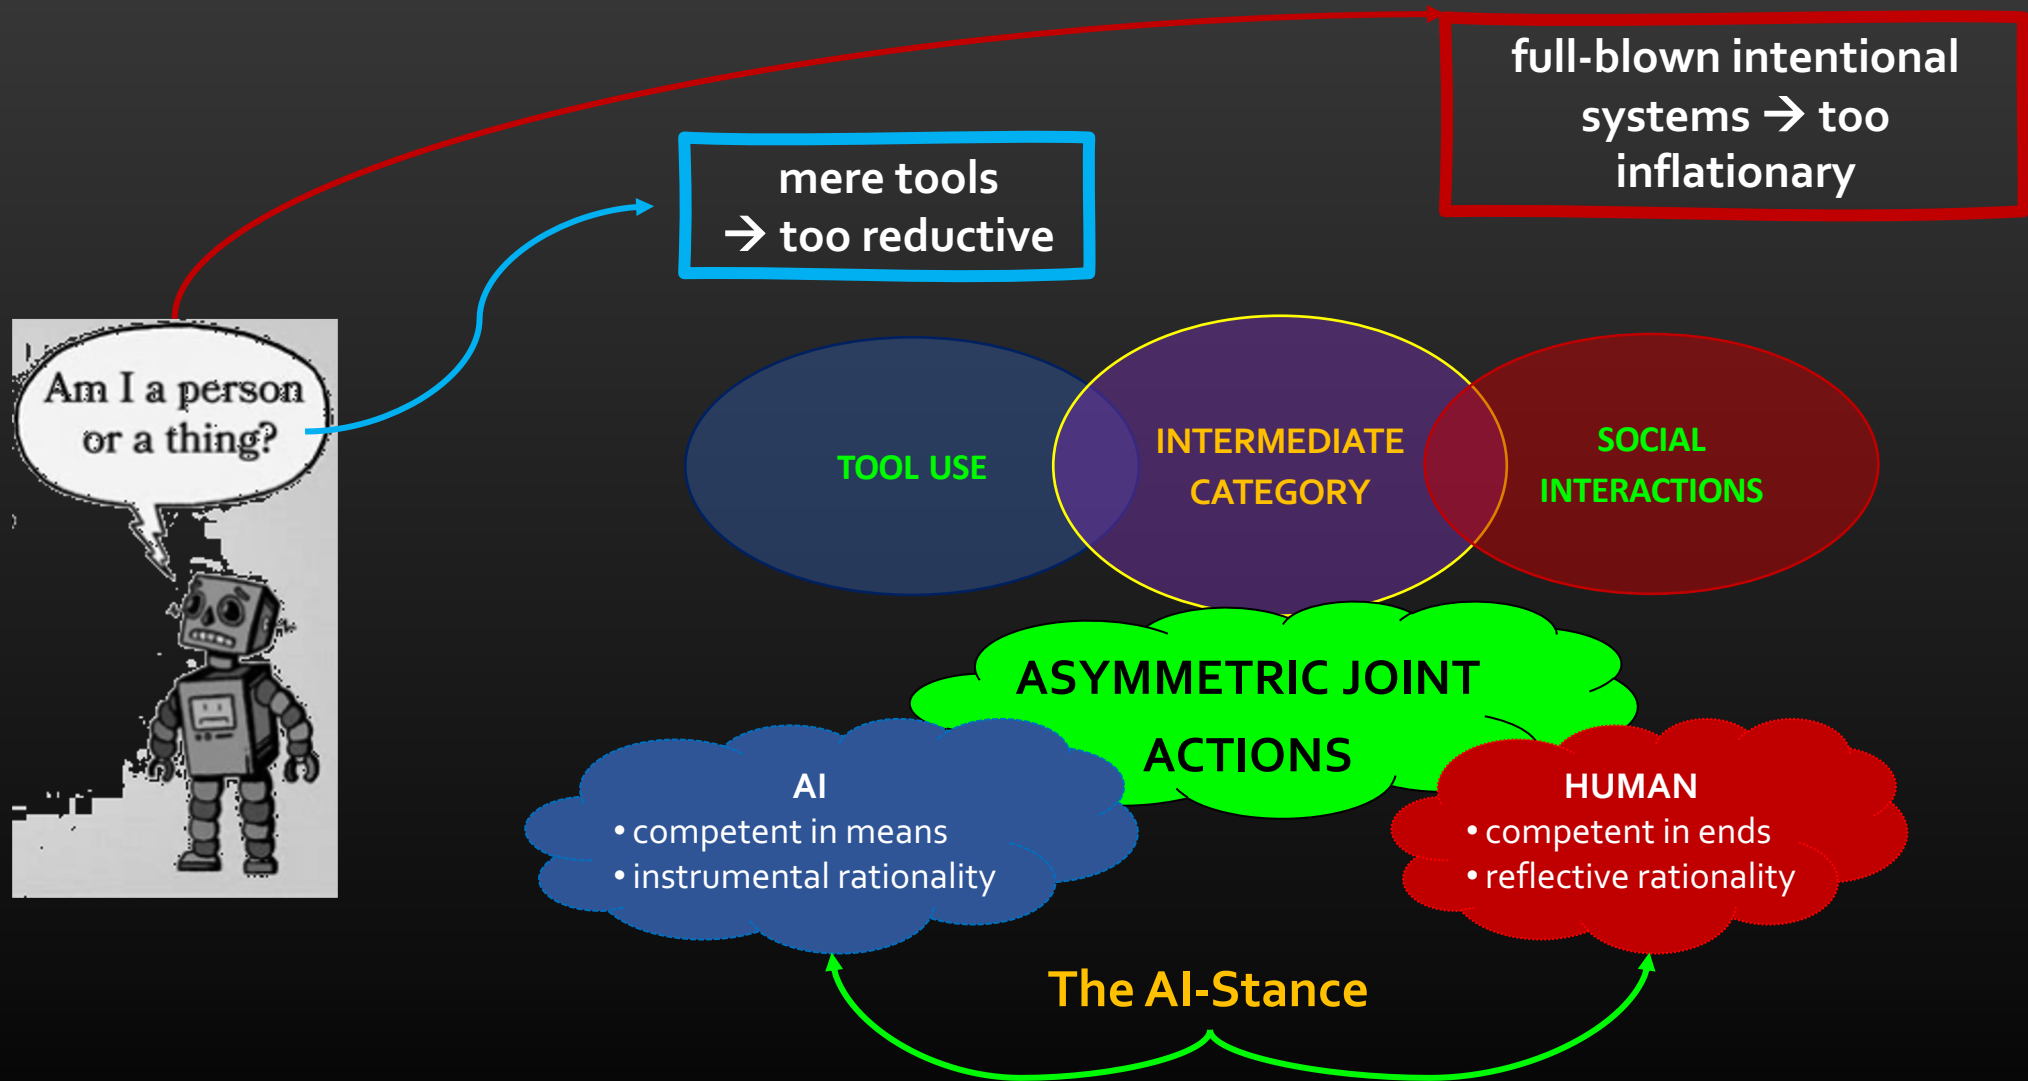 full-blown intentional
systems → too
inflationary
mere tools
→ too reductive
Am I a person
or a thing?
TOOL USE
INTERMEDIATE
CATEGORY
SOCIAL
INTERACTIONS
ASYMMETRIC JOINT
ACTIONS
AI
• competent in means
• instrumental rationality
HUMAN
• competent in ends
• reflective rationality
The AI-Stance